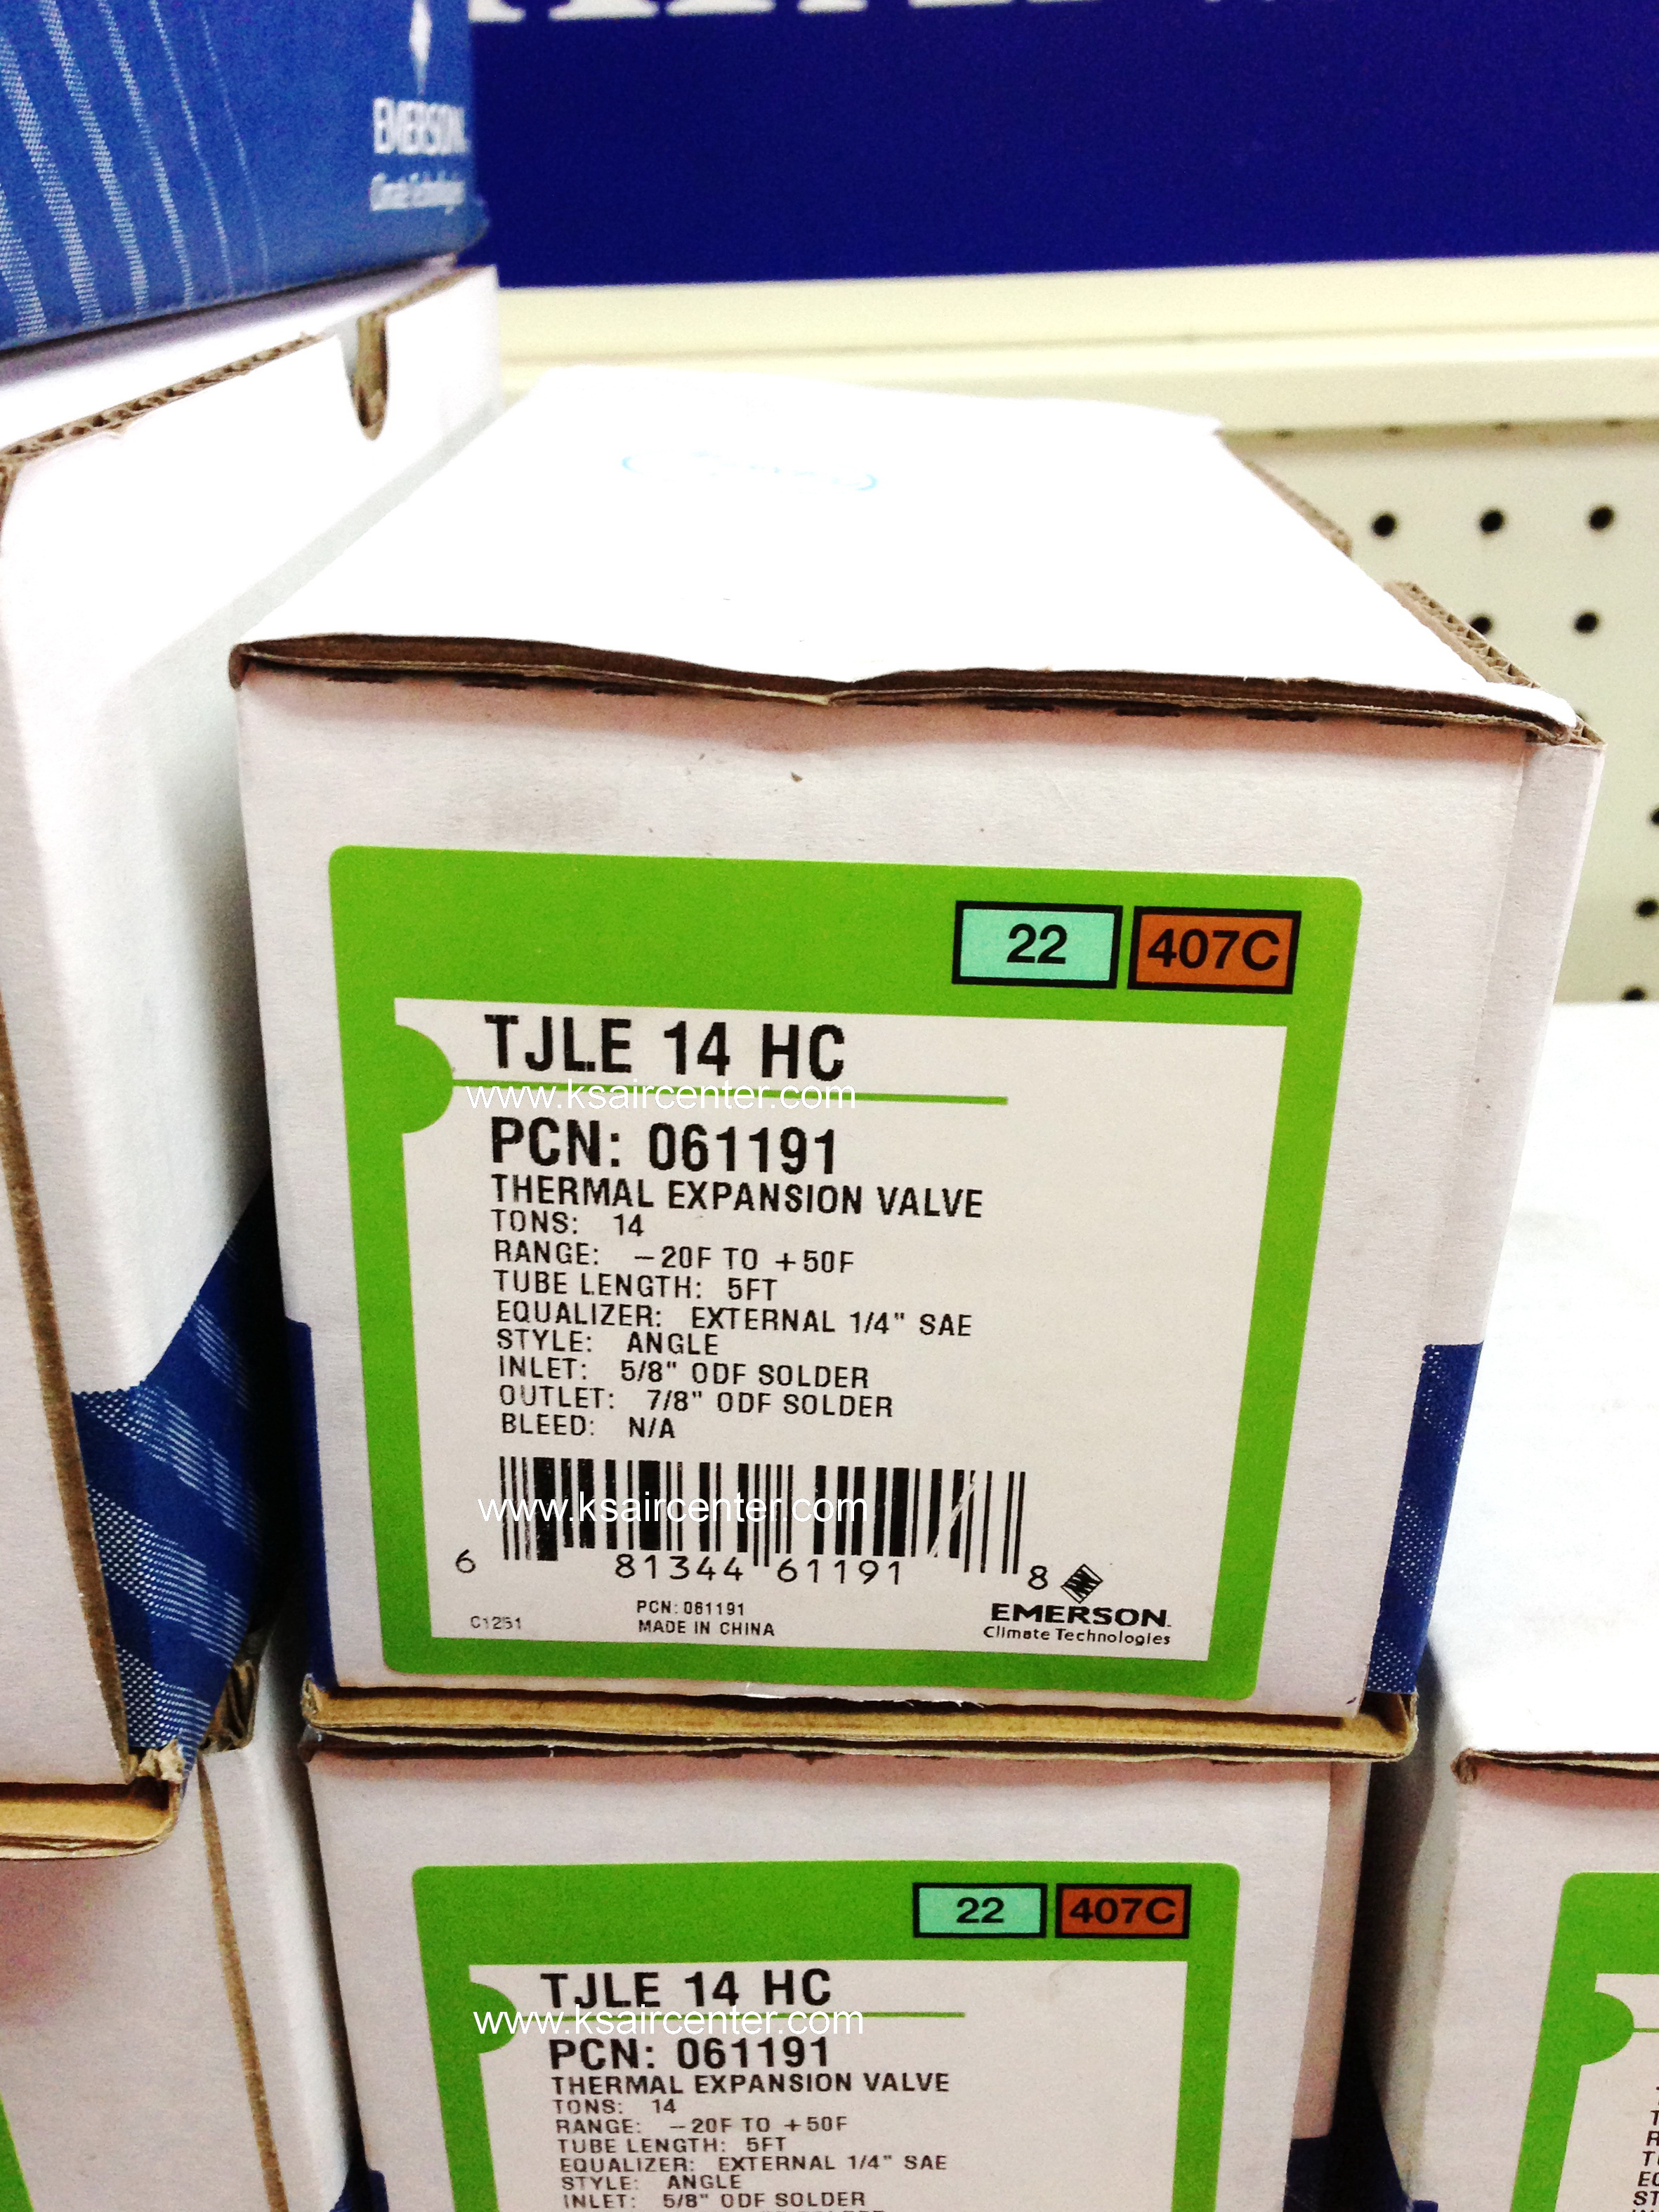 EMERSON
Climate Technologies
22 407C
TJLE 14 HC
www.ksaircenter.com
PCN: 061191
THERMAL EXPANSION VALVE
TONS: 14
RANGE: -20F TO +50F
TUBE LENGTH: 5FT
EQUALIZER: EXTERNAL 1/4" SAE
STYLE: ANGLE
INLET: 5/8" ODF SOLDER
OUTLET: 7/8" ODF SOLDER
BLEED: N/A
www.ksaircenter.com
6 81344 61191 8
PCN: 061191
C1251 MADE IN CHINA
EMERSON
Climate Technologies
22 407C
TJLE 14 HC
www.ksaircenter.com
PCN: 061191
THERMAL EXPANSION VALVE
TONS: 14
RANGE: -20F TO +50F
TUBE LENGTH: 5FT
EQUALIZER: EXTERNAL 1/4" SAE
STYLE: ANGLE
INLET: 5/8" ODF SOLDER